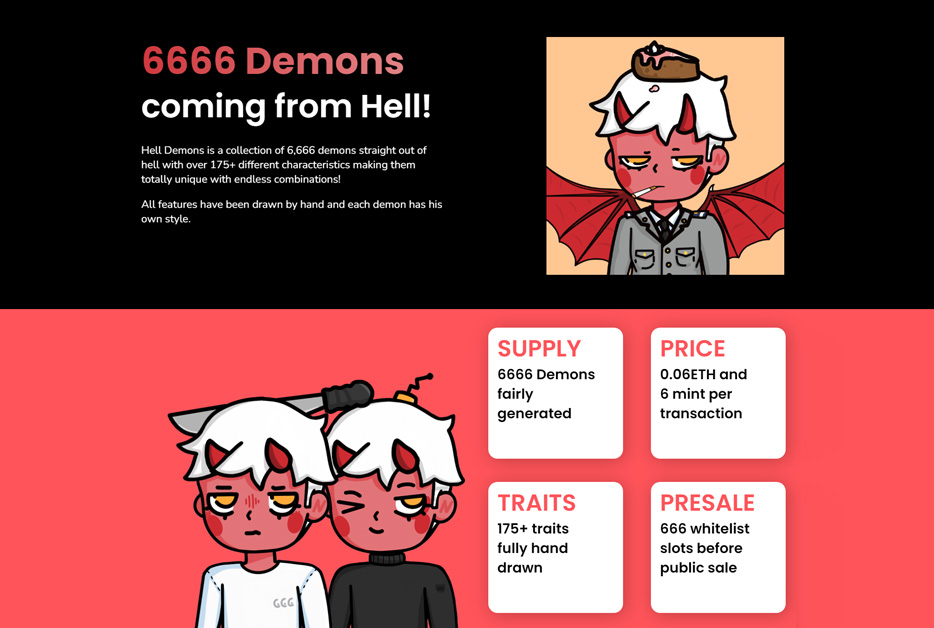 6666 Demons
coming from Hell!
Hell Demons is a collection of 6,666 demons straight out of
hell with over 175+ different characteristics making them
totally unique with endless combinations!
All features have been drawn by hand and each demon has his
own style.
SUPPLY
6666 Demons
fairly
generated
PRICE
0.06ETH and
6 mint per
transaction
GGG
TRAITS
175+ traits
fully hand
drawn
PRESALE
666 whitelist
slots before
public sale